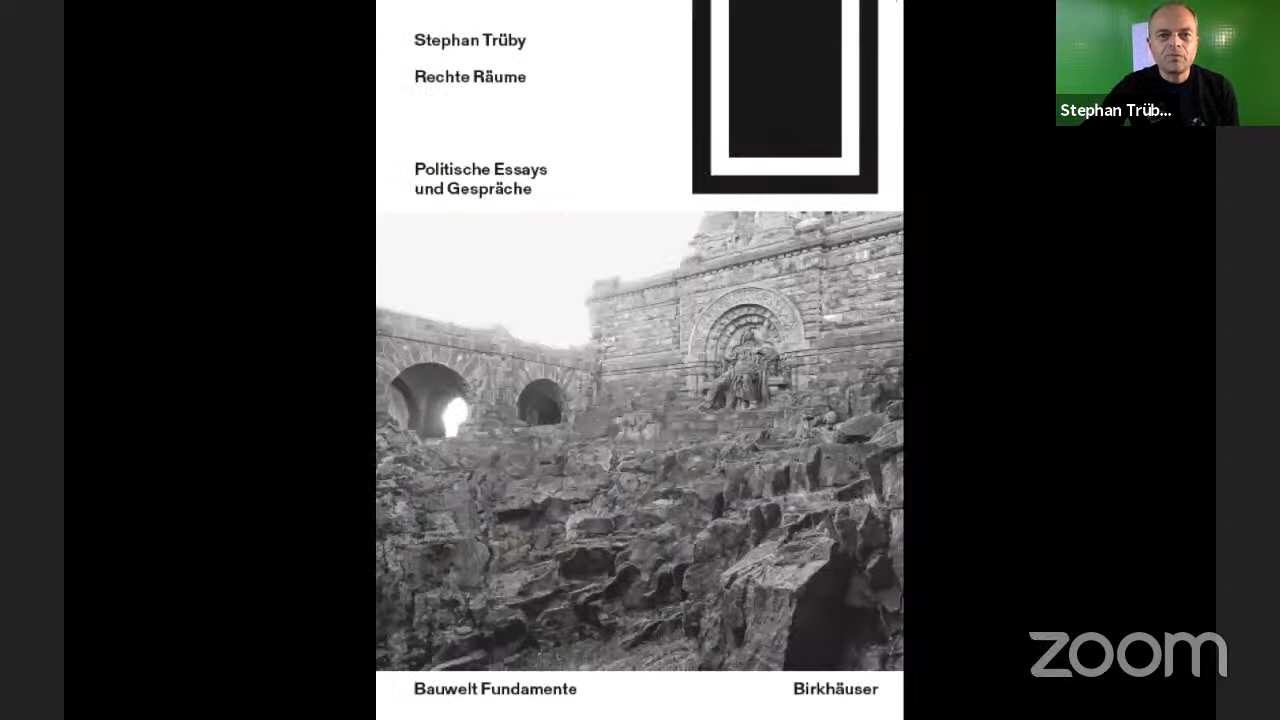 Stephan Trüby
Rechte Räume
Politische Essays
und Gespräche
Bauwelt Fundamente
Birkhäuser
Stephan Trüb...
zoom